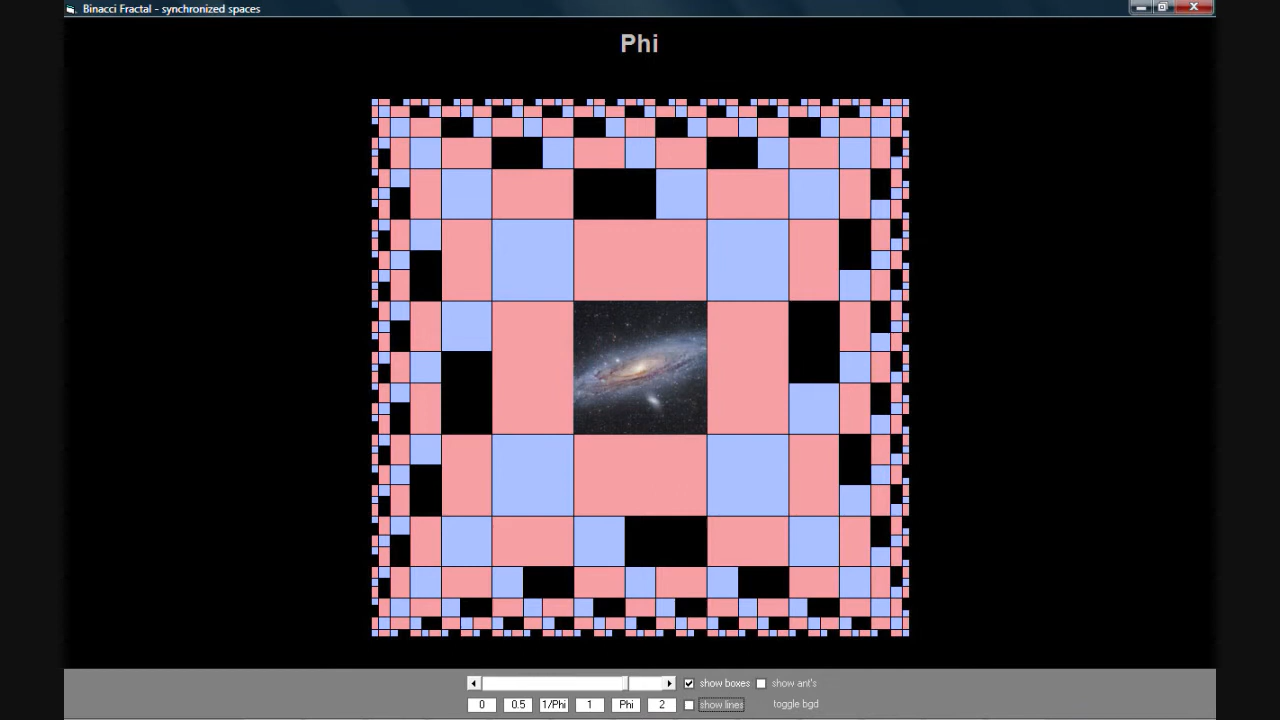 Binacci Fractal - synchronized spaces
Phi
show boxes show ant's
0 0.5 1/Phi 1 Phi 2 show lines toggle bgd